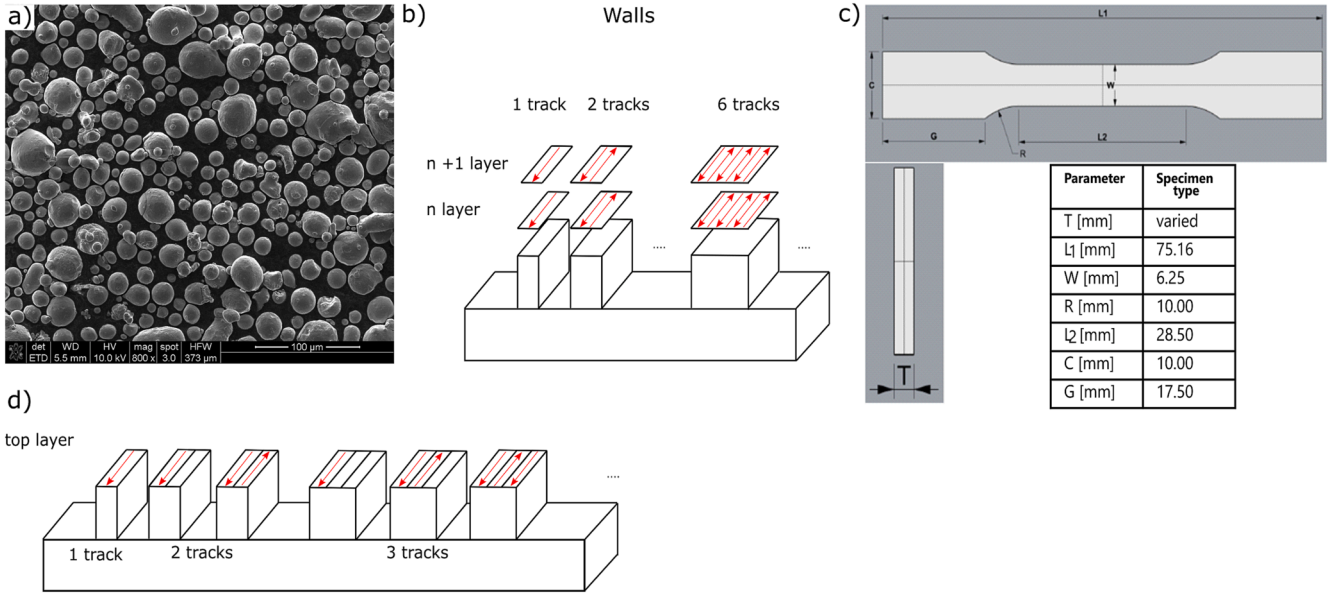 a)
det WD HV mag spot HFW
ETD 5.5 mm 10.0 kV 800 x 3.0 373 µm
100 µm
b)
Walls
1 track 2 tracks 6 tracks
n +1 layer
n layer
....
....
c)
L1
C
W
G
R
L2
T
Parameter Specimen type
T [mm] varied
L1 [mm] 75.16
W [mm] 6.25
R [mm] 10.00
L2 [mm] 28.50
C [mm] 10.00
G [mm] 17.50
d)
top layer
....
1 track 2 tracks 3 tracks